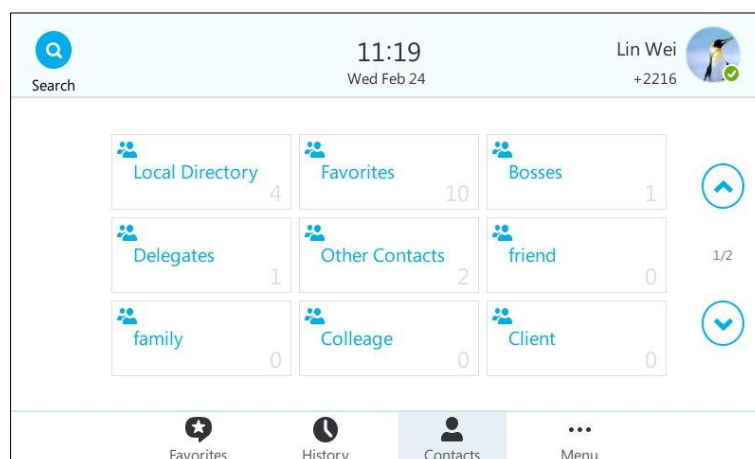 11:19
Lin Wei
Search
Wed Feb 24
+2216
Local Directory
4
Favorites
10
Bosses
1
Delegates
1
Other Contacts
2
friend
0
1/2
family
0
Colleage
0
Client
0
Favorites
History
Contacts
Menu